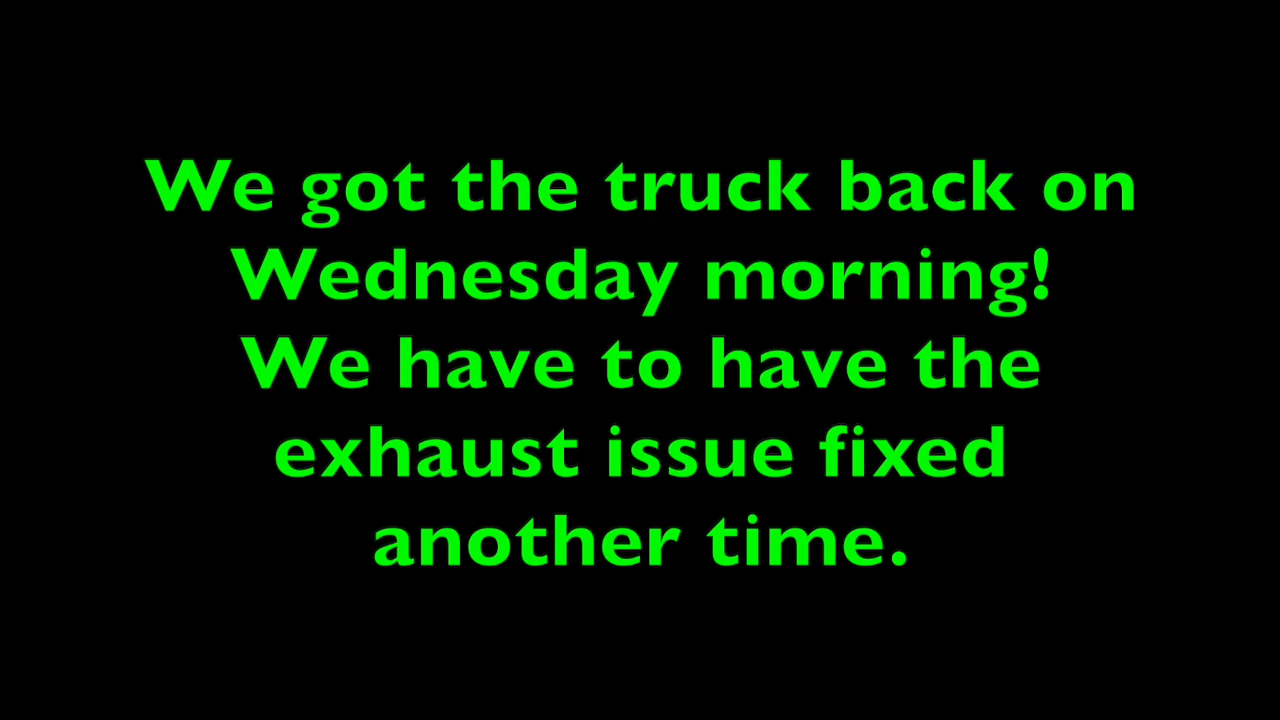 We got the truck back on
Wednesday morning!
We have to have the
exhaust issue fixed
another time.